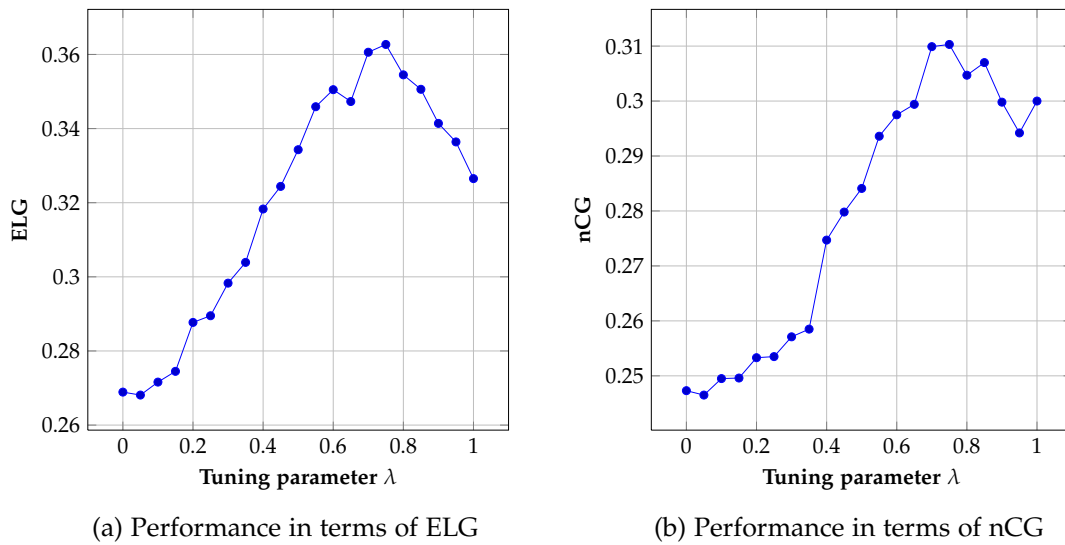 0.36
0.34
0.32
0.3
0.28
0.26
ELG
0 0.2 0.4 0.6 0.8 1
Tuning parameter λ
(a) Performance in terms of ELG
0.31
0.3
0.29
0.28
0.27
0.26
0.25
nCG
0 0.2 0.4 0.6 0.8 1
Tuning parameter λ
(b) Performance in terms of nCG